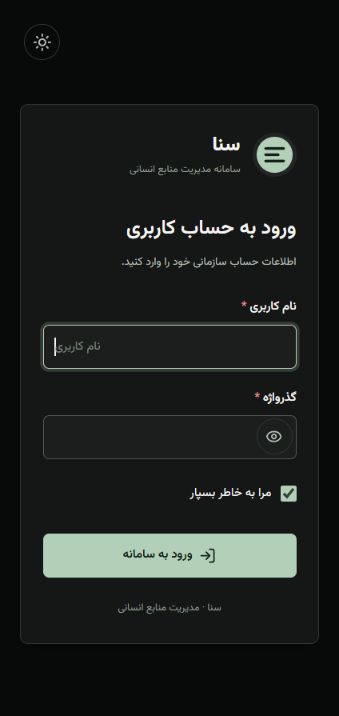 سنا
سامانه مدیریت منابع انسانی
ورود به حساب کاربری
اطلاعات حساب سازمانی خود را وارد کنید.
نام کاربری *
نام کاربری
گذرواژه *
مرا به خاطر بسپار
ورود به سامانه
سنا · مدیریت منابع انسانی